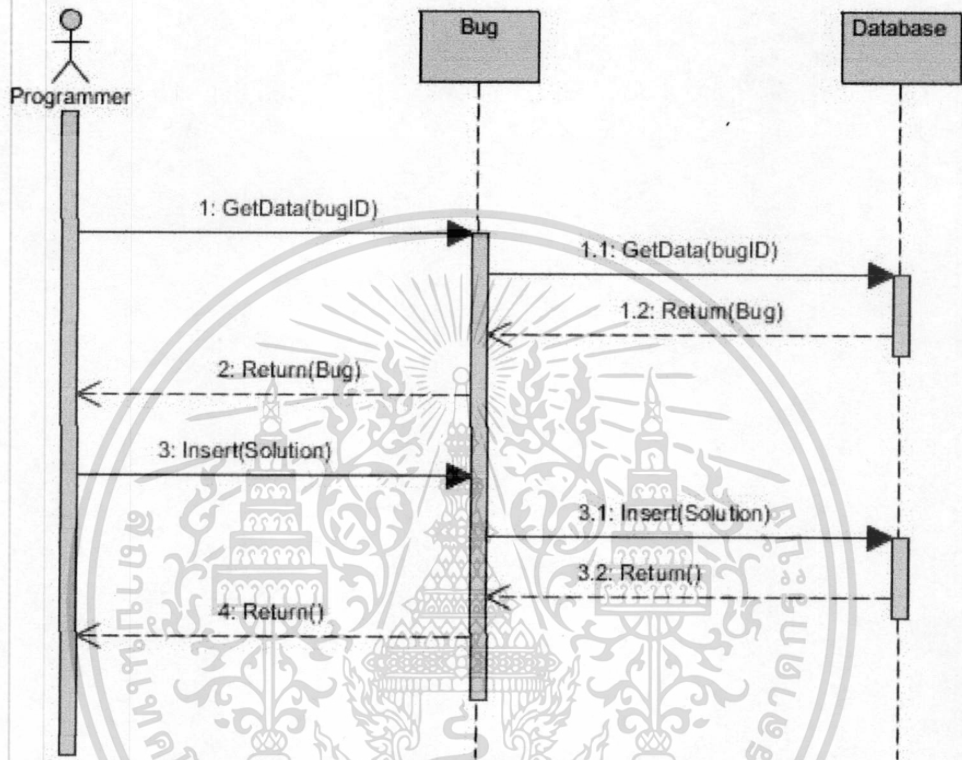 Bug
Database
Programmer
1: GetData(bugID)
1.1: GetData(bugID)
1.2: Return(Bug)
2: Return(Bug)
3: Insert(Solution)
3.1: Insert(Solution)
3.2: Return()
4: Return()